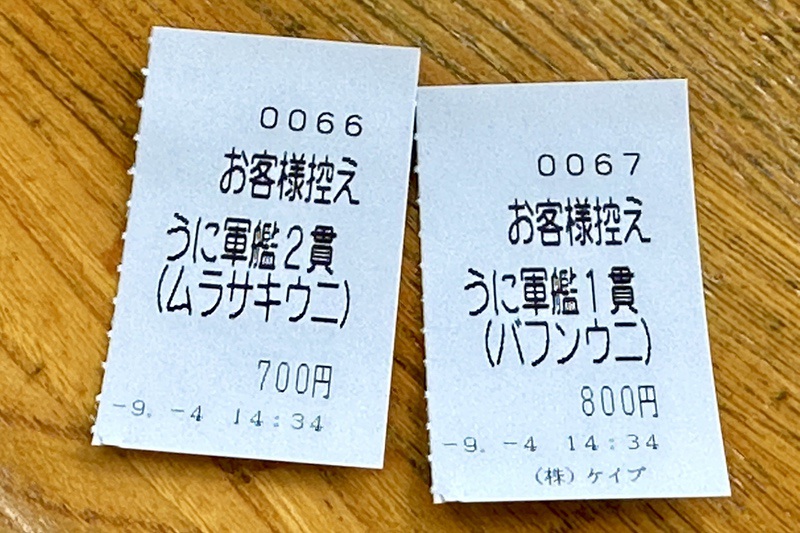 0066
お客様控え
うに軍艦2貫
(ムラサキウニ)
700円
-9. -4 14:34
0067
お客様控え
うに軍艦1貫
(バフンウニ)
800円
-9. -4 14:34
(株)ケイプ